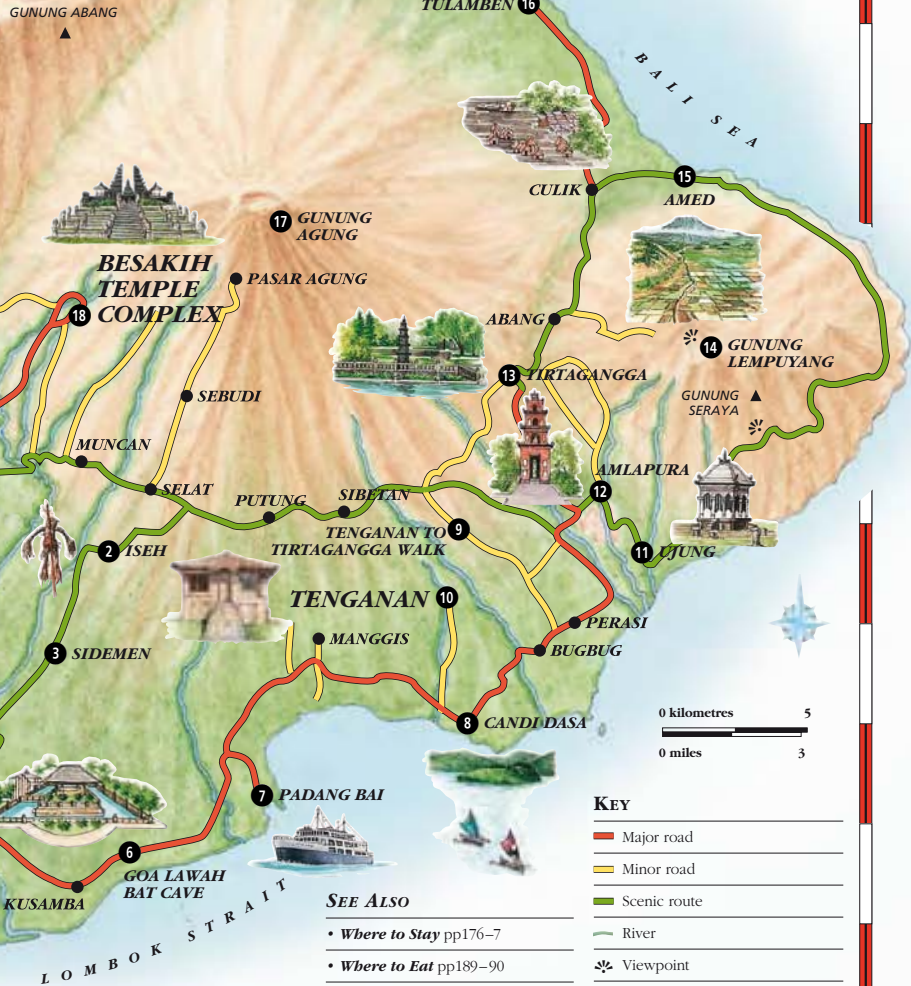 TULAMBEN 16
GUNUNG ABANG
BALI SEA
CULIK
15
AMED
17 GUNUNG
AGUNG
BESAKIH
TEMPLE
COMPLEX
18
PASAR AGUNG
ABANG
14 GUNUNG
LEMPUYANG
13 TIRTAGANGGA
GUNUNG
SERAYA
SEBUDI
MUNCAN
SELAT
PUTUNG
SIBETAN
AMLAPURA
12
TENGANAN TO
TIRTAGANGGA WALK
9
2 ISEH
11 UJUNG
TENGANAN 10
PERASI
MANGGIS
BUGBUG
3 SIDEMEN
8 CANDI DASA
0 kilometres 5
0 miles 3
7 PADANG BAI
6
GOA LAWAH
BAT CAVE
KUSAMBA
LOMBOK STRAIT
KEY
Major road
Minor road
Scenic route
River
Viewpoint
SEE ALSO
• Where to Stay pp176–7
• Where to Eat pp189–90